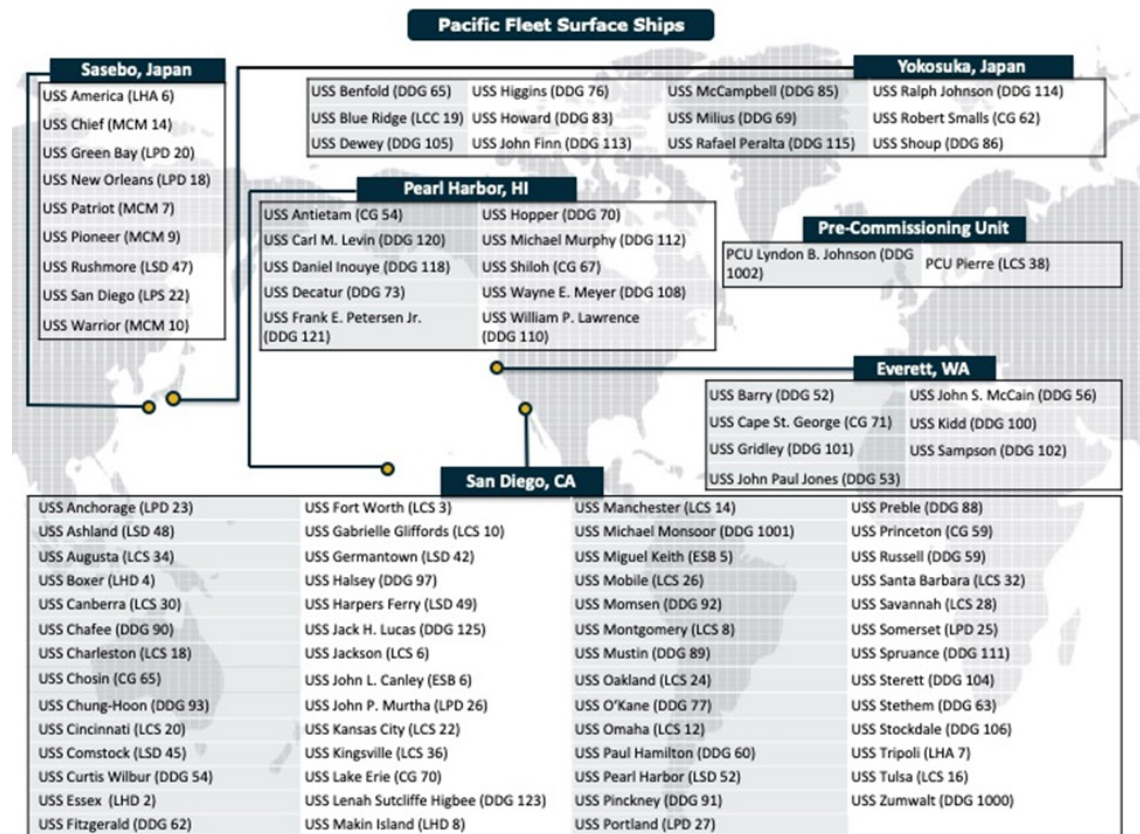 Pacific Fleet Surface Ships
Sasebo, Japan
USS America (LHA 6)
USS Chief (MCM 14)
USS Green Bay (LPD 20)
USS New Orleans (LPD 18)
USS Patriot (MCM 7)
USS Pioneer (MCM 9)
USS Rushmore (LSD 47)
USS San Diego (LPS 22)
USS Warrior (MCM 10)
Yokosuka, Japan
USS Benfold (DDG 65)
USS Blue Ridge (LCC 19)
USS Dewey (DDG 105)
USS Higgins (DDG 76)
USS Howard (DDG 83)
USS John Finn (DDG 113)
USS McCampbell (DDG 85)
USS Milius (DDG 69)
USS Rafael Peralta (DDG 115)
USS Ralph Johnson (DDG 114)
USS Robert Smalls (CG 62)
USS Shoup (DDG 86)
Pearl Harbor, HI
USS Antietam (CG 54)
USS Carl M. Levin (DDG 120)
USS Daniel Inouye (DDG 118)
USS Decatur (DDG 73)
USS Frank E. Petersen Jr.
(DDG 121)
USS Hopper (DDG 70)
USS Michael Murphy (DDG 112)
USS Shiloh (CG 67)
USS Wayne E. Meyer (DDG 108)
USS William P. Lawrence
(DDG 110)
Pre-Commissioning Unit
PCU Lyndon B. Johnson (DDG
1002)
PCU Pierre (LCS 38)
Everett, WA
USS Barry (DDG 52)
USS Cape St. George (CG 71)
USS Gridley (DDG 101)
USS John Paul Jones (DDG 53)
USS John S. McCain (DDG 56)
USS Kidd (DDG 100)
USS Sampson (DDG 102)
San Diego, CA
USS Anchorage (LPD 23)
USS Ashland (LSD 48)
USS Augusta (LCS 34)
USS Boxer (LHD 4)
USS Canberra (LCS 30)
USS Chafee (DDG 90)
USS Charleston (LCS 18)
USS Chosin (CG 65)
USS Chung-Hoon (DDG 93)
USS Cincinnati (LCS 20)
USS Comstock (LSD 45)
USS Curtis Wilbur (DDG 54)
USS Essex (LHD 2)
USS Fitzgerald (DDG 62)
USS Fort Worth (LCS 3)
USS Gabrielle Gliffords (LCS 10)
USS Germantown (LSD 42)
USS Halsey (DDG 97)
USS Harpers Ferry (LSD 49)
USS Jack H. Lucas (DDG 125)
USS Jackson (LCS 6)
USS John L. Canley (ESB 6)
USS John P. Murtha (LPD 26)
USS Kansas City (LCS 22)
USS Kingsville (LCS 36)
USS Lake Erie (CG 70)
USS Lenah Sutcliffe Higbee (DDG 123)
USS Makin Island (LHD 8)
USS Manchester (LCS 14)
USS Michael Monsoor (DDG 1001)
USS Miguel Keith (ESB 5)
USS Mobile (LCS 26)
USS Momsen (DDG 92)
USS Montgomery (LCS 8)
USS Mustin (DDG 89)
USS Oakland (LCS 24)
USS O'Kane (DDG 77)
USS Omaha (LCS 12)
USS Paul Hamilton (DDG 60)
USS Pearl Harbor (LSD 52)
USS Pinckney (DDG 91)
USS Portland (LPD 27)
USS Preble (DDG 88)
USS Princeton (CG 59)
USS Russell (DDG 59)
USS Santa Barbara (LCS 32)
USS Savannah (LCS 28)
USS Somerset (LPD 25)
USS Spruance (DDG 111)
USS Sterett (DDG 104)
USS Stethem (DDG 63)
USS Stockdale (DDG 106)
USS Tripoli (LHA 7)
USS Tulsa (LCS 16)
USS Zumwalt (DDG 1000)